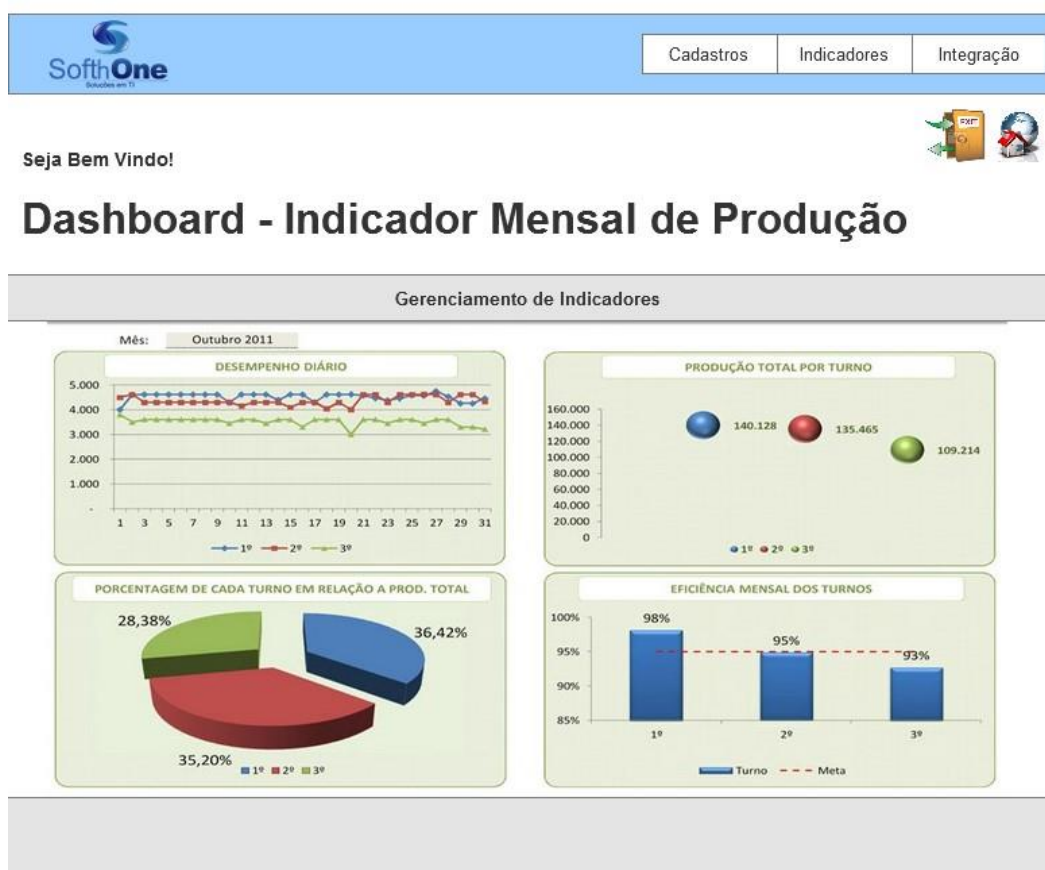 SofthOne
Soluções em TI
Cadastros
Indicadores
Integração
EXIT
Seja Bem Vindo!
Dashboard - Indicador Mensal de Produção
Gerenciamento de Indicadores
Mês: Outubro 2011
DESEMPENHO DIÁRIO
5.000
4.000
3.000
2.000
1.000
-
1 3 5 7 9 11 13 15 17 19 21 23 25 27 29 31
1º 2º 3º
PRODUÇÃO TOTAL POR TURNO
160.000
140.000
120.000
100.000
80.000
60.000
40.000
20.000
0
140.128
135.465
109.214
1º 2º 3º
PORCENTAGEM DE CADA TURNO EM RELAÇÃO A PROD. TOTAL
28,38%
36,42%
35,20%
1º 2º 3º
EFICIÊNCIA MENSAL DOS TURNOS
100%
95%
90%
85%
98%
95%
93%
1º 2º 3º
Turno Meta